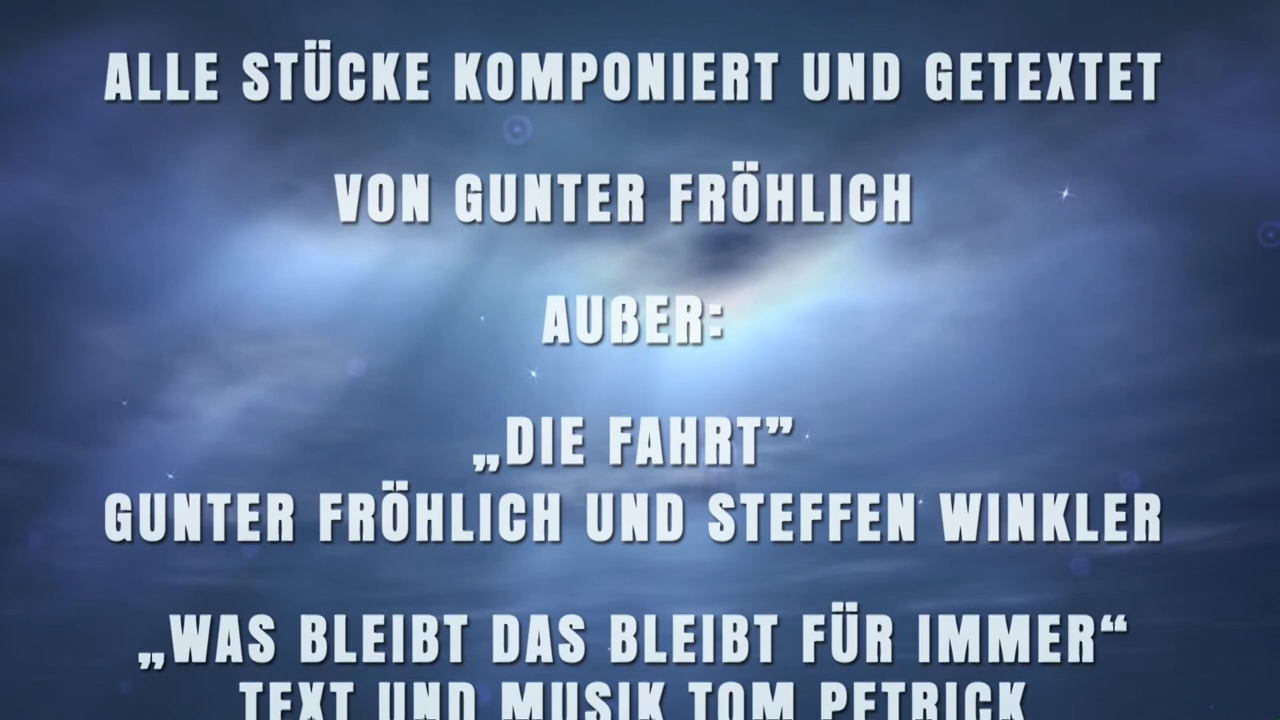 ALLE STÜCKE KOMPONIERT UND GETEXTET
VON GUNTER FRÖHLICH
AUßER:
„DIE FAHRT”
GUNTER FRÖHLICH UND STEFFEN WINKLER
„WAS BLEIBT DAS BLEIBT FÜR IMMER“
TEXT UND MUSIK TOM PETRICK